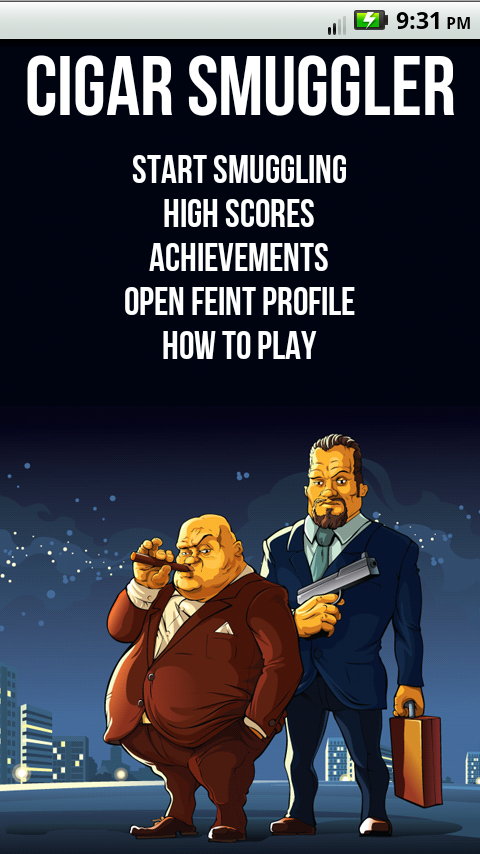 9:31 PM
CIGAR SMUGGLER
START SMUGGLING
HIGH SCORES
ACHIEVEMENTS
OPEN FEINT PROFILE
HOW TO PLAY